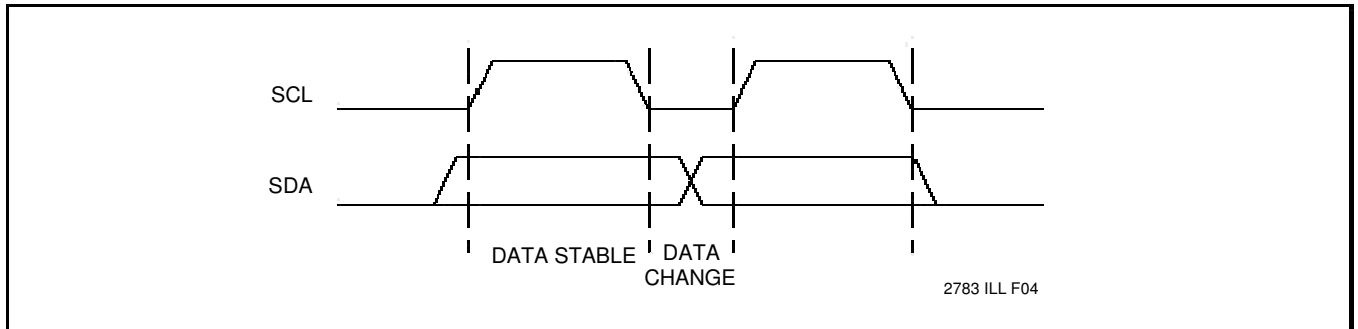 SCL
SDA
DATA STABLE
DATA
CHANGE
2783 ILL F04